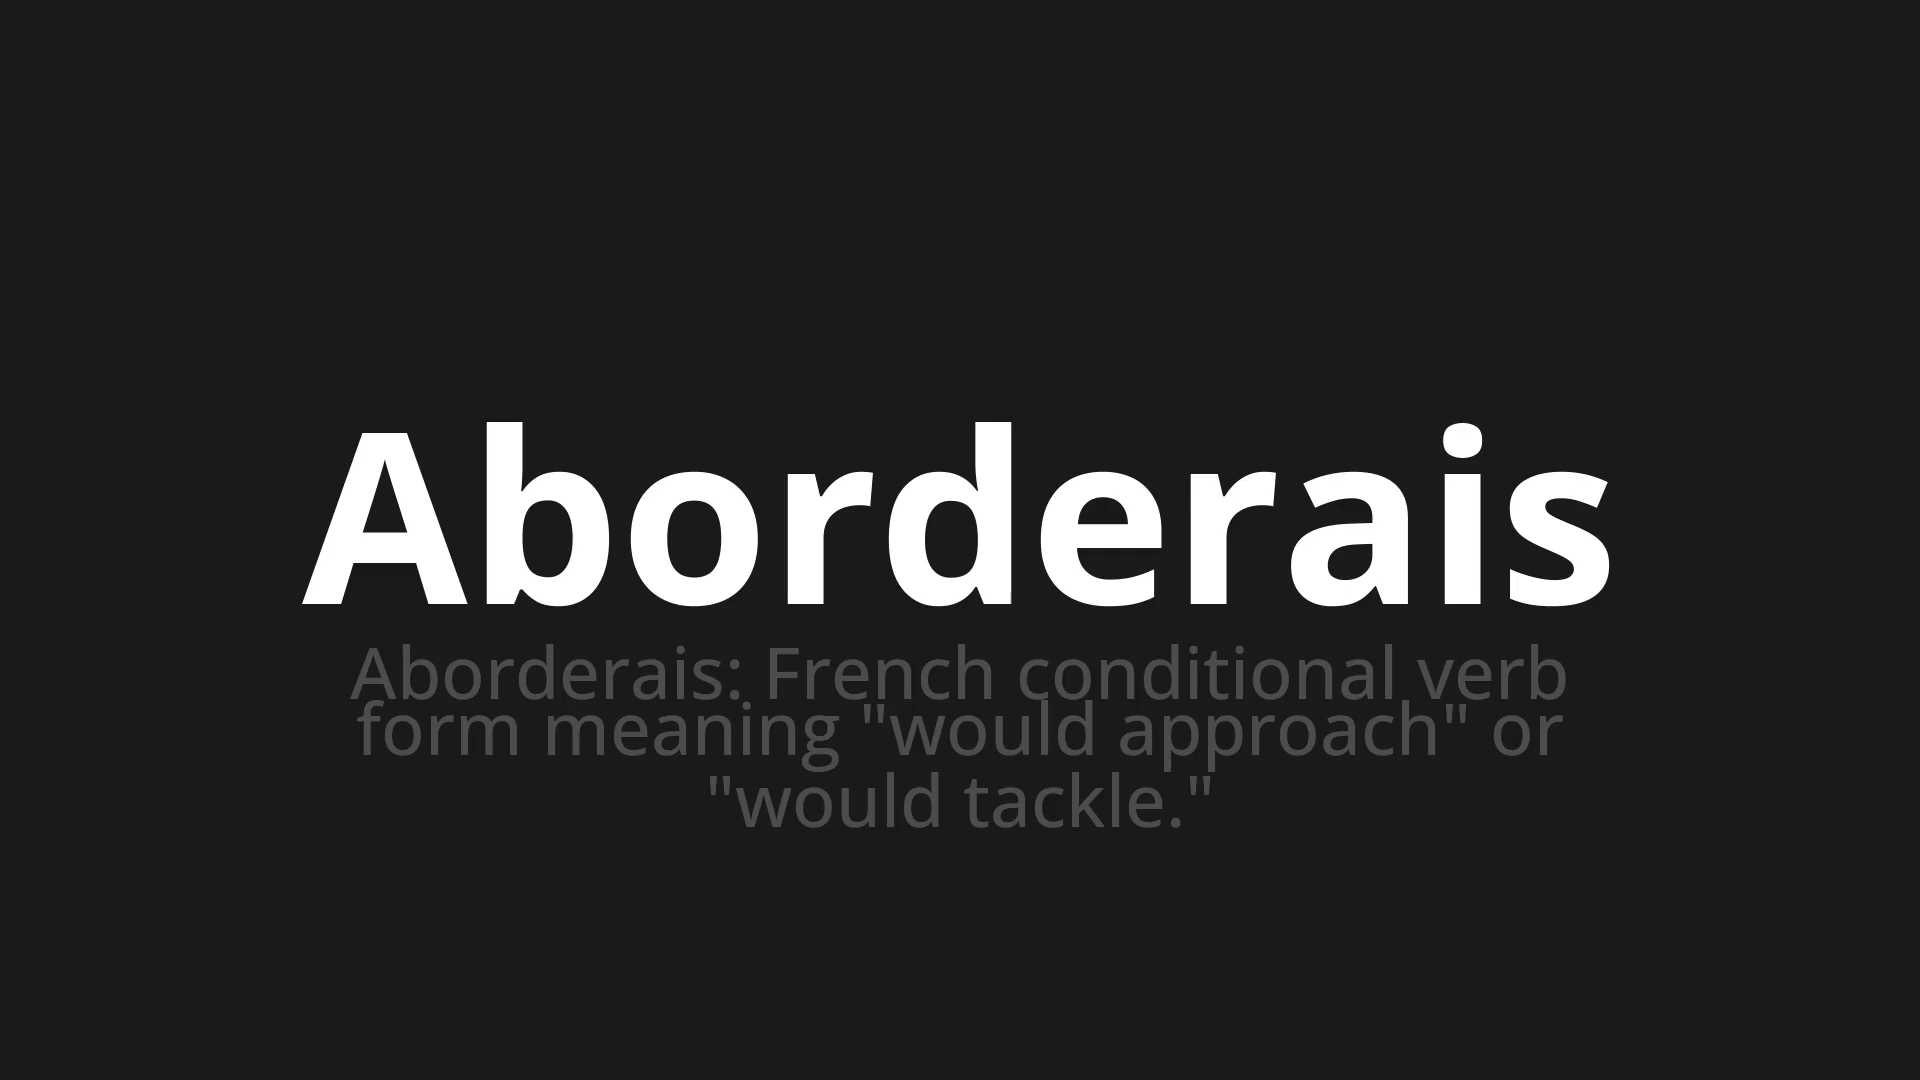 Aborderais
Aborderais: French conditional verb
form meaning "would approach" or
"would tackle."